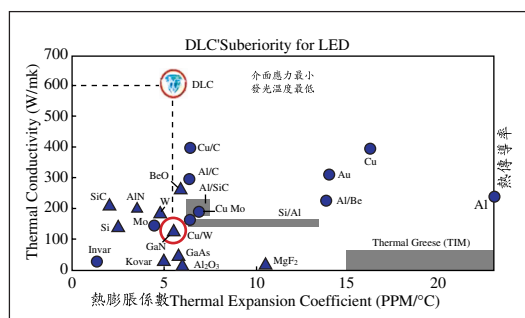 DLC'Suberiority for LED
Thermal Conductivity (W/mk)
700
600
500
400
300
200
100
0
DLC
介面應力最小
發光溫度最低
Cu/C
Cu
BeO
Al/C
Al/SiC
Au
Al/Be
Al
SiC
AlN
W
Cu Mo
Si
Mo
Si/Al
GaN
Cu/W
Invar
Kovar
GaAs
Al₂O₃
MgF₂
Thermal Greese (TIM)
熱傳導率
0
5
10
15
20
熱膨脹係數Thermal Expansion Coefficient (PPM/°C)